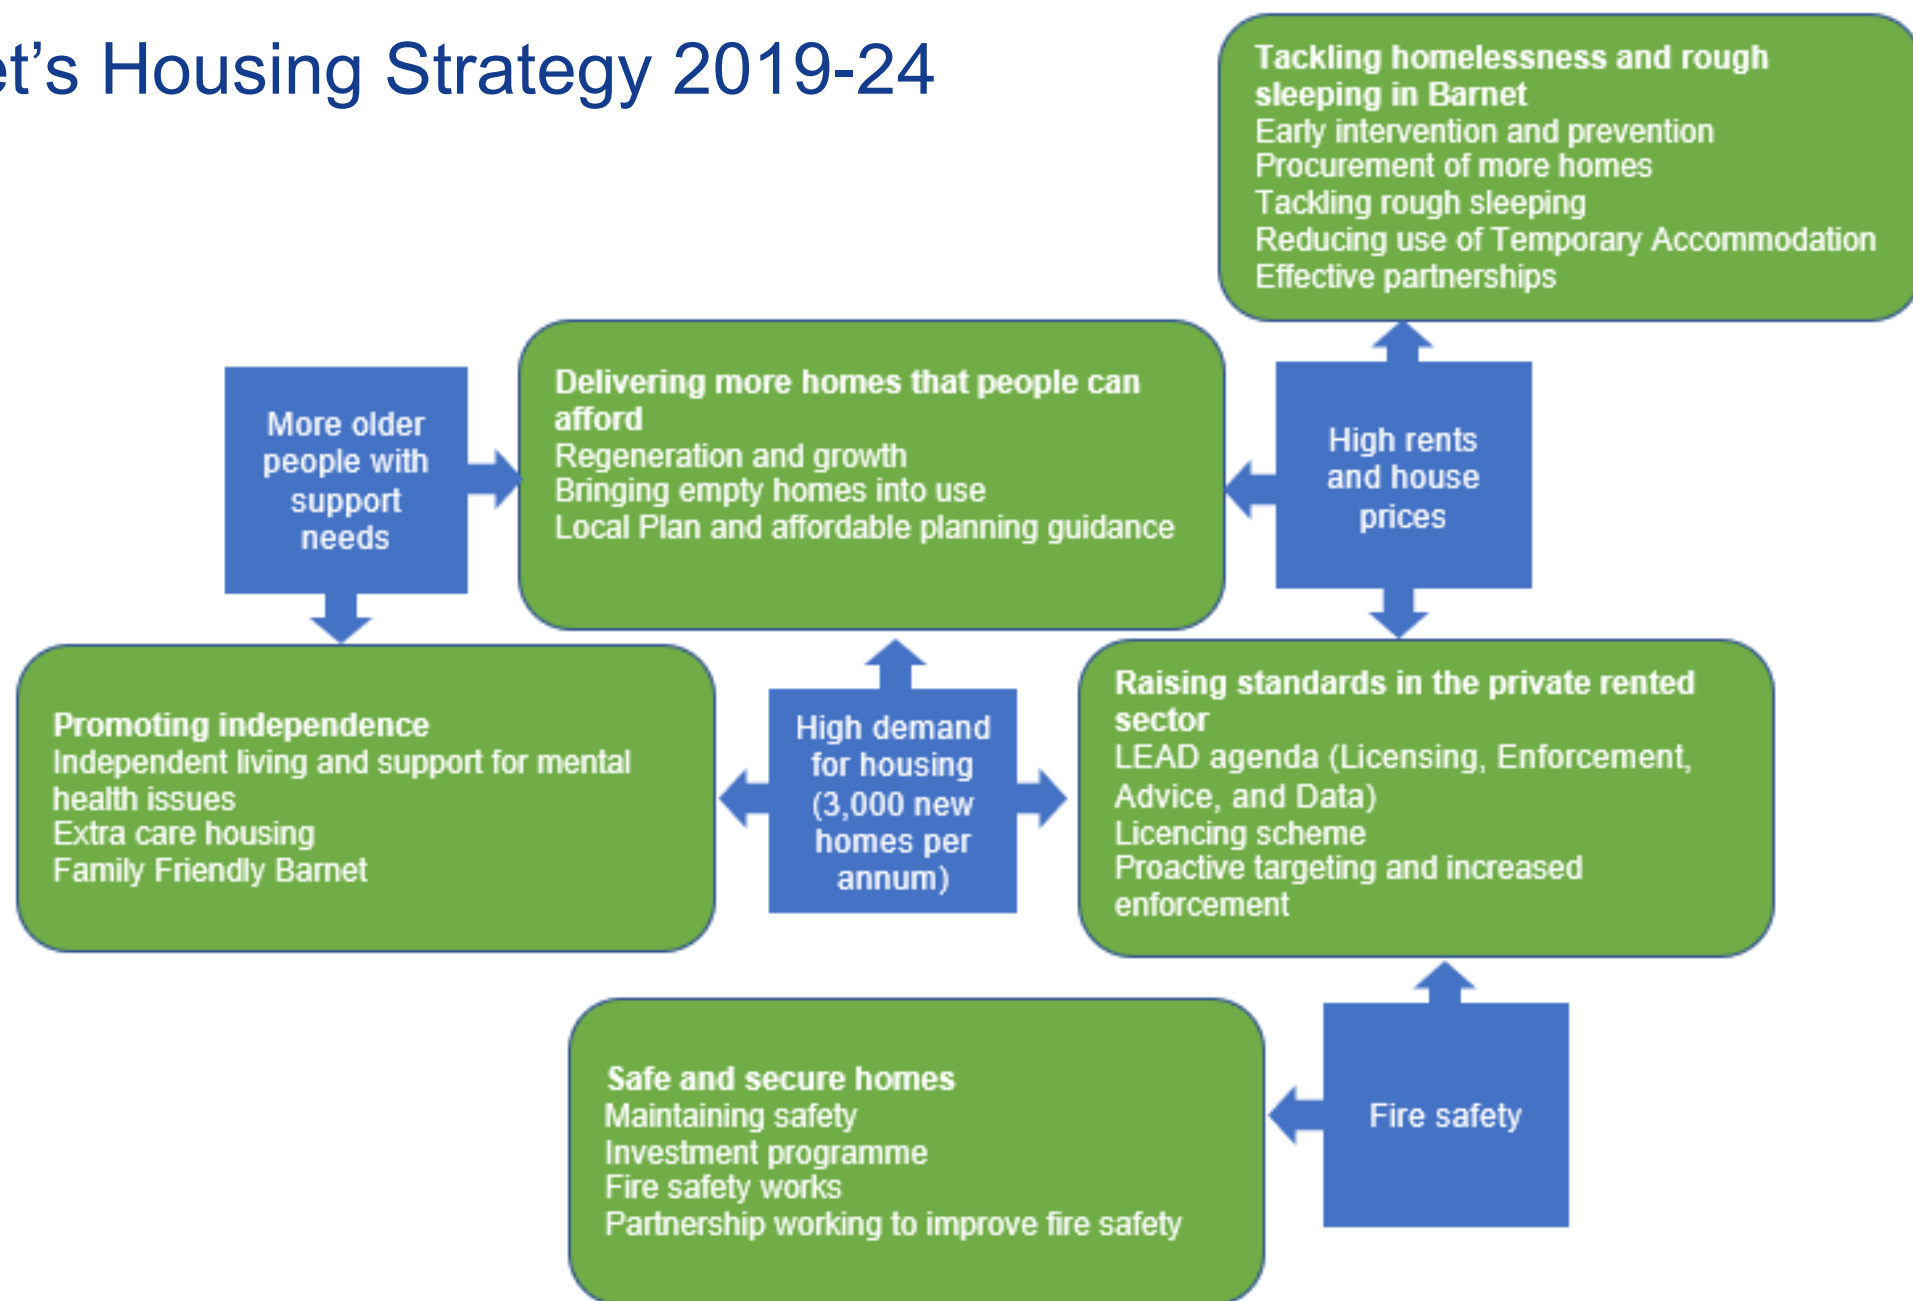 et's Housing Strategy 2019-24
Tackling homelessness and rough
sleeping in Barnet
Early intervention and prevention
Procurement of more homes
Tackling rough sleeping
Reducing use of Temporary Accommodation
Effective partnerships
More older
people with
support
needs
Delivering more homes that people can
afford
Regeneration and growth
Bringing empty homes into use
Local Plan and affordable planning guidance
High rents
and house
prices
Promoting independence
Independent living and support for mental
health issues
Extra care housing
Family Friendly Barnet
High demand
for housing
(3,000 new
homes per
annum)
Raising standards in the private rented
sector
LEAD agenda (Licensing, Enforcement,
Advice, and Data)
Licencing scheme
Proactive targeting and increased
enforcement
Safe and secure homes
Maintaining safety
Investment programme
Fire safety works
Partnership working to improve fire safety
Fire safety